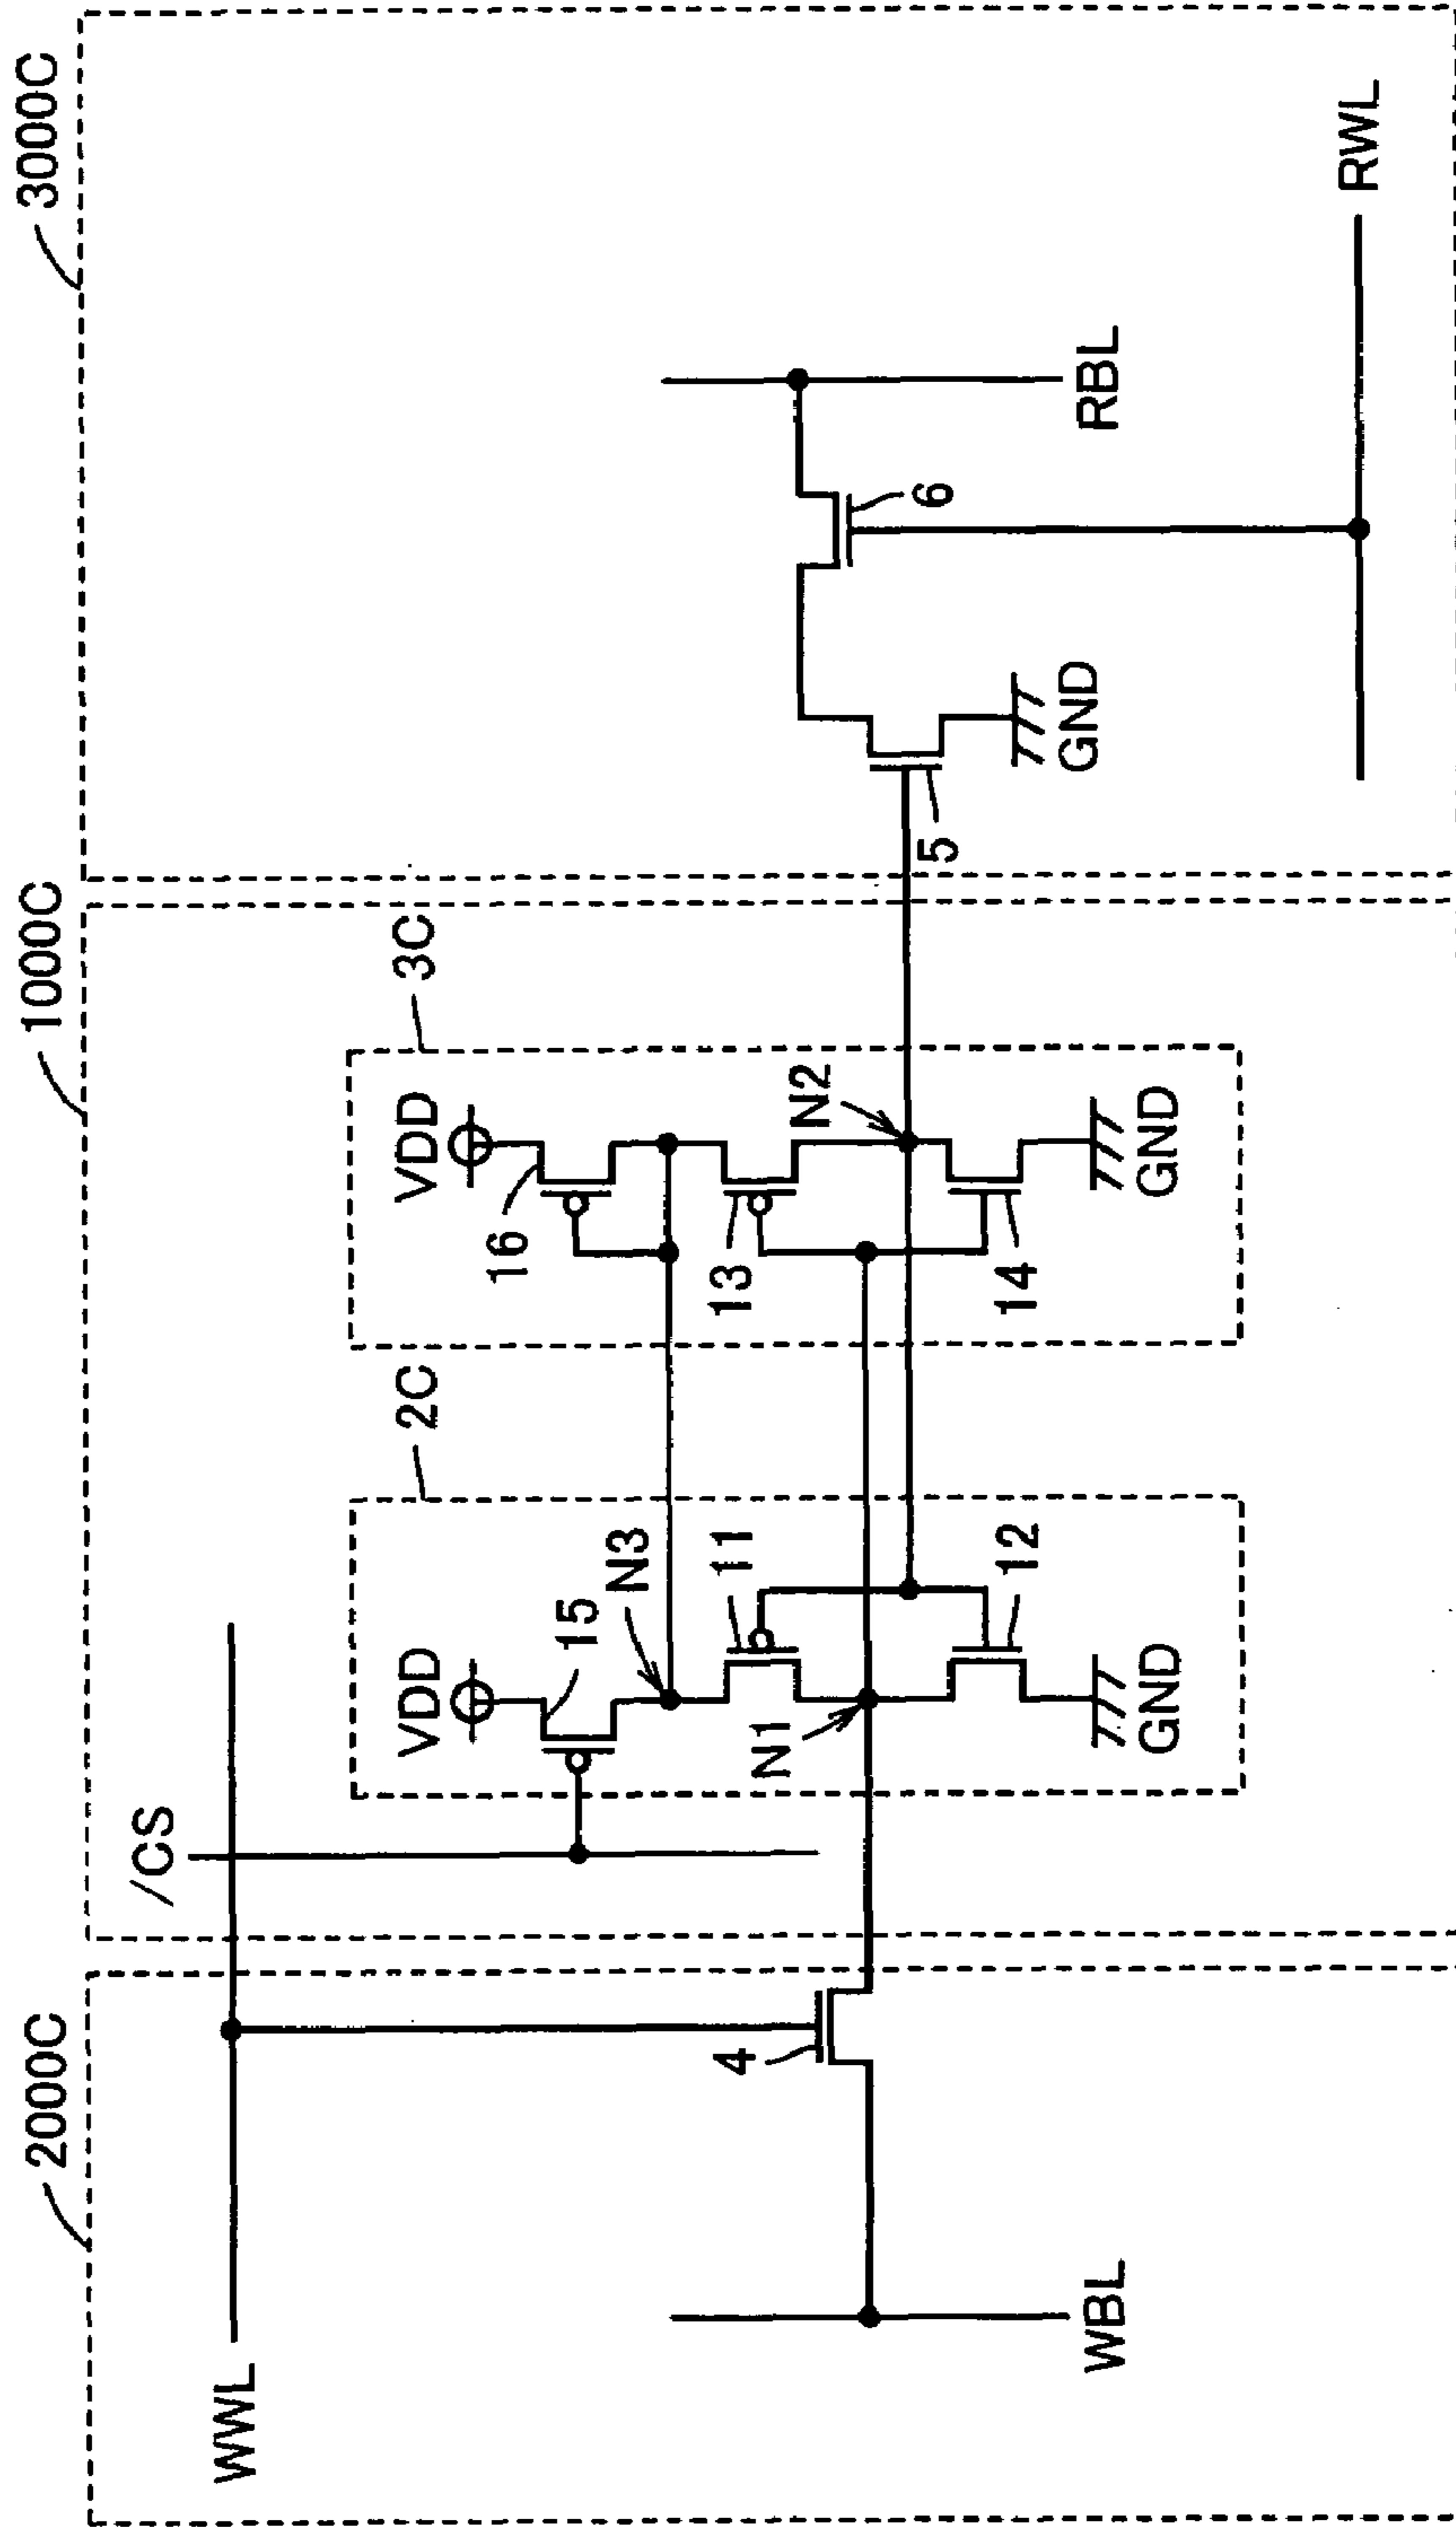 2000C
1000C
3000C
WWL
/CS
2C
3C
VDD
VDD
15
16
N3
11
13
N2
N1
4
12
14
5
6
GND
GND
GND
WBL
RBL
RWL